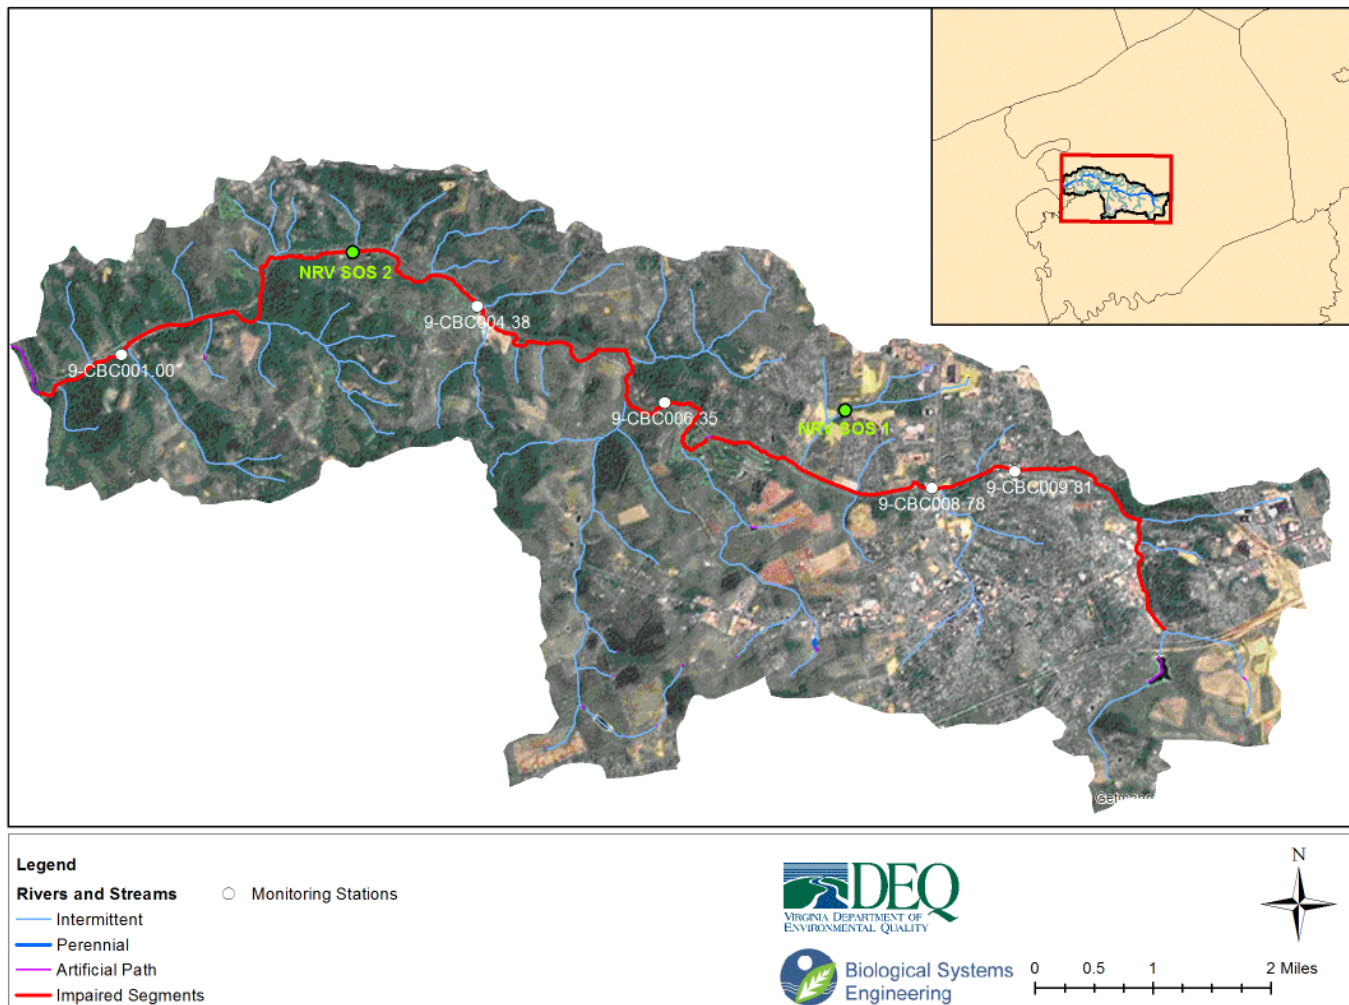 NRV SOS 2
9-CBC004.38
9-CBC001.00
9-CBC006.35
NRV SOS 1
9-CBC008.78
9-CBC009.81
Legend
Rivers and Streams
Monitoring Stations
Intermittent
Perennial
Artificial Path
Impaired Segments
DEQ
VIRGINIA DEPARTMENT OF
ENVIRONMENTAL QUALITY
Biological Systems
Engineering
N
0 0.5 1 2 Miles